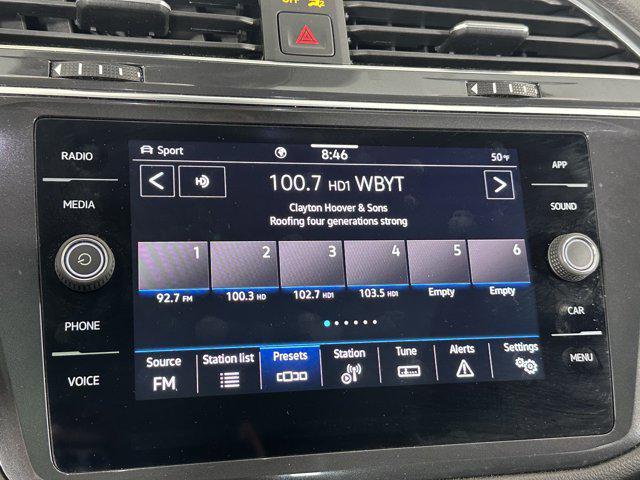 OFF
RADIO
MEDIA
PHONE
VOICE
Sport
8:46
50°F
100.7 HD1 WBYT
Clayton Hoover & Sons
Roofing four generations strong
1 2 3 4 5 6
92.7 FM 100.3 HD 102.7 HD1 103.5 HD1 Empty Empty
Source Station list Presets Station Tune Alerts Settings
FM
APP
SOUND
CAR
MENU